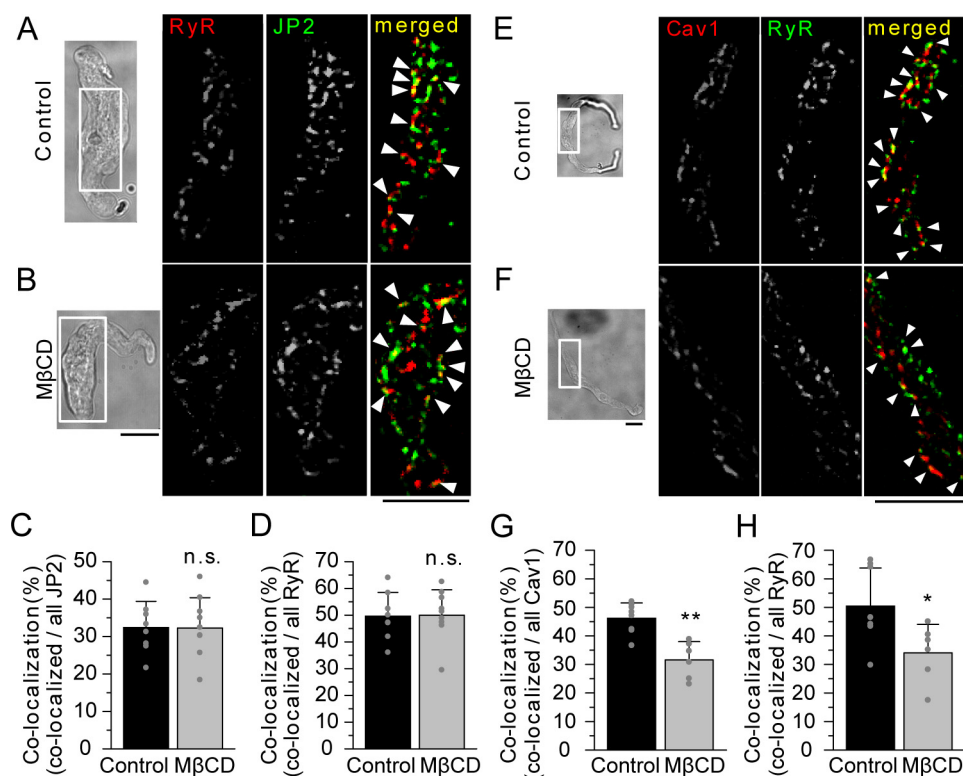 A
RyR
JP2
merged
Control
B
MβCD
E
Cav1
RyR
merged
Control
F
MβCD
C
Co-localization (%)
(co-localized / all JP2)
50
40
30
20
10
0
n.s.
Control MβCD
D
Co-localization (%)
(co-localized / all RyR)
70
60
50
40
30
20
10
0
n.s.
Control MβCD
G
Co-localization (%)
(co-localized / all Cav1)
70
60
50
40
30
20
10
0
**
Control MβCD
H
Co-localization (%)
(co-localized / all RyR)
70
60
50
40
30
20
10
0
*
Control MβCD